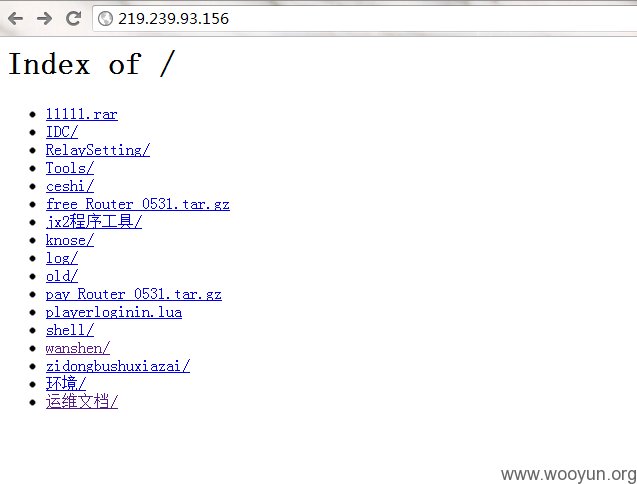 219.239.93.156
Index of /
11111.rar
IDC/
RelaySetting/
Tools/
ceshi/
free_Router_0531.tar.gz
jx2程序工具/
knose/
log/
old/
pay_Router_0531.tar.gz
playerloginin.lua
shell/
wanshen/
zidongbushuxiazai/
环境/
运维文档/
www.wooyun.org